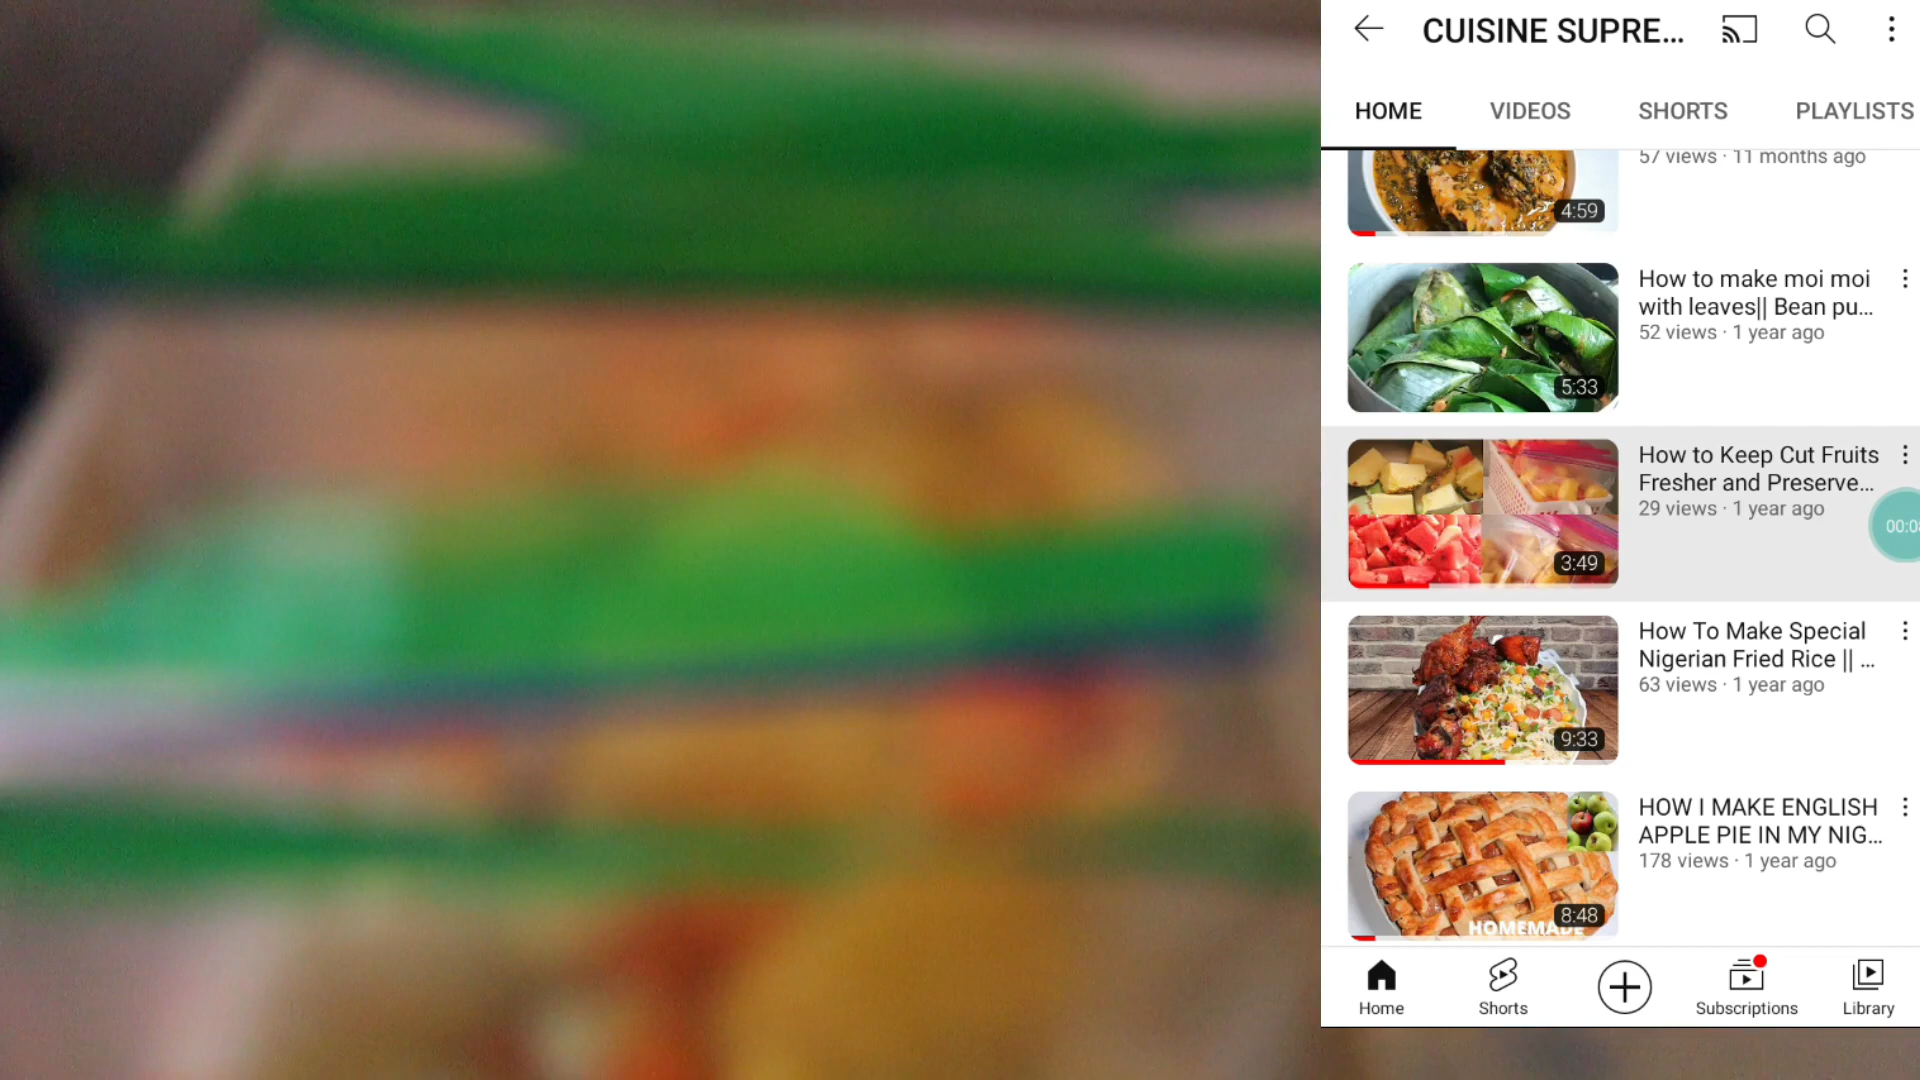 CUISINE SUPRE...
HOME VIDEOS SHORTS PLAYLISTS
57 views · 11 months ago
4:59
How to make moi moi
with leaves|| Bean pu...
52 views · 1 year ago
5:33
How to Keep Cut Fruits
Fresher and Preserve...
29 views · 1 year ago
3:49
00:0
How To Make Special
Nigerian Fried Rice || ...
63 views · 1 year ago
9:33
HOW I MAKE ENGLISH
APPLE PIE IN MY NIG...
178 views · 1 year ago
8:48
HOMEMADE
Home Shorts Subscriptions Library